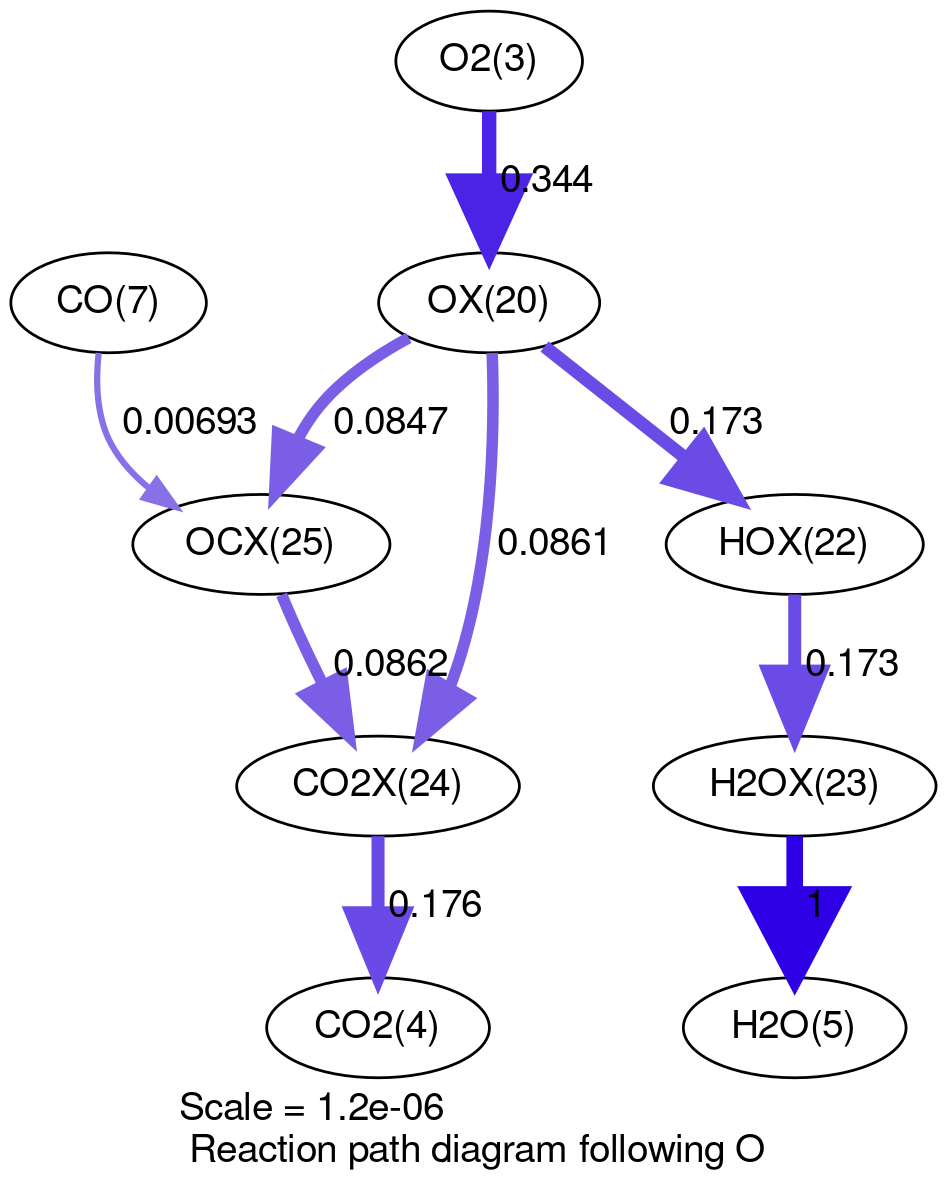 O2(3)
0.344
CO(7)
OX(20)
0.00693
0.0847
0.173
OCX(25)
0.0861
HOX(22)
0.0862
0.173
CO2X(24)
H2OX(23)
0.176
1
CO2(4)
H2O(5)
Scale = 1.2e-06
Reaction path diagram following O